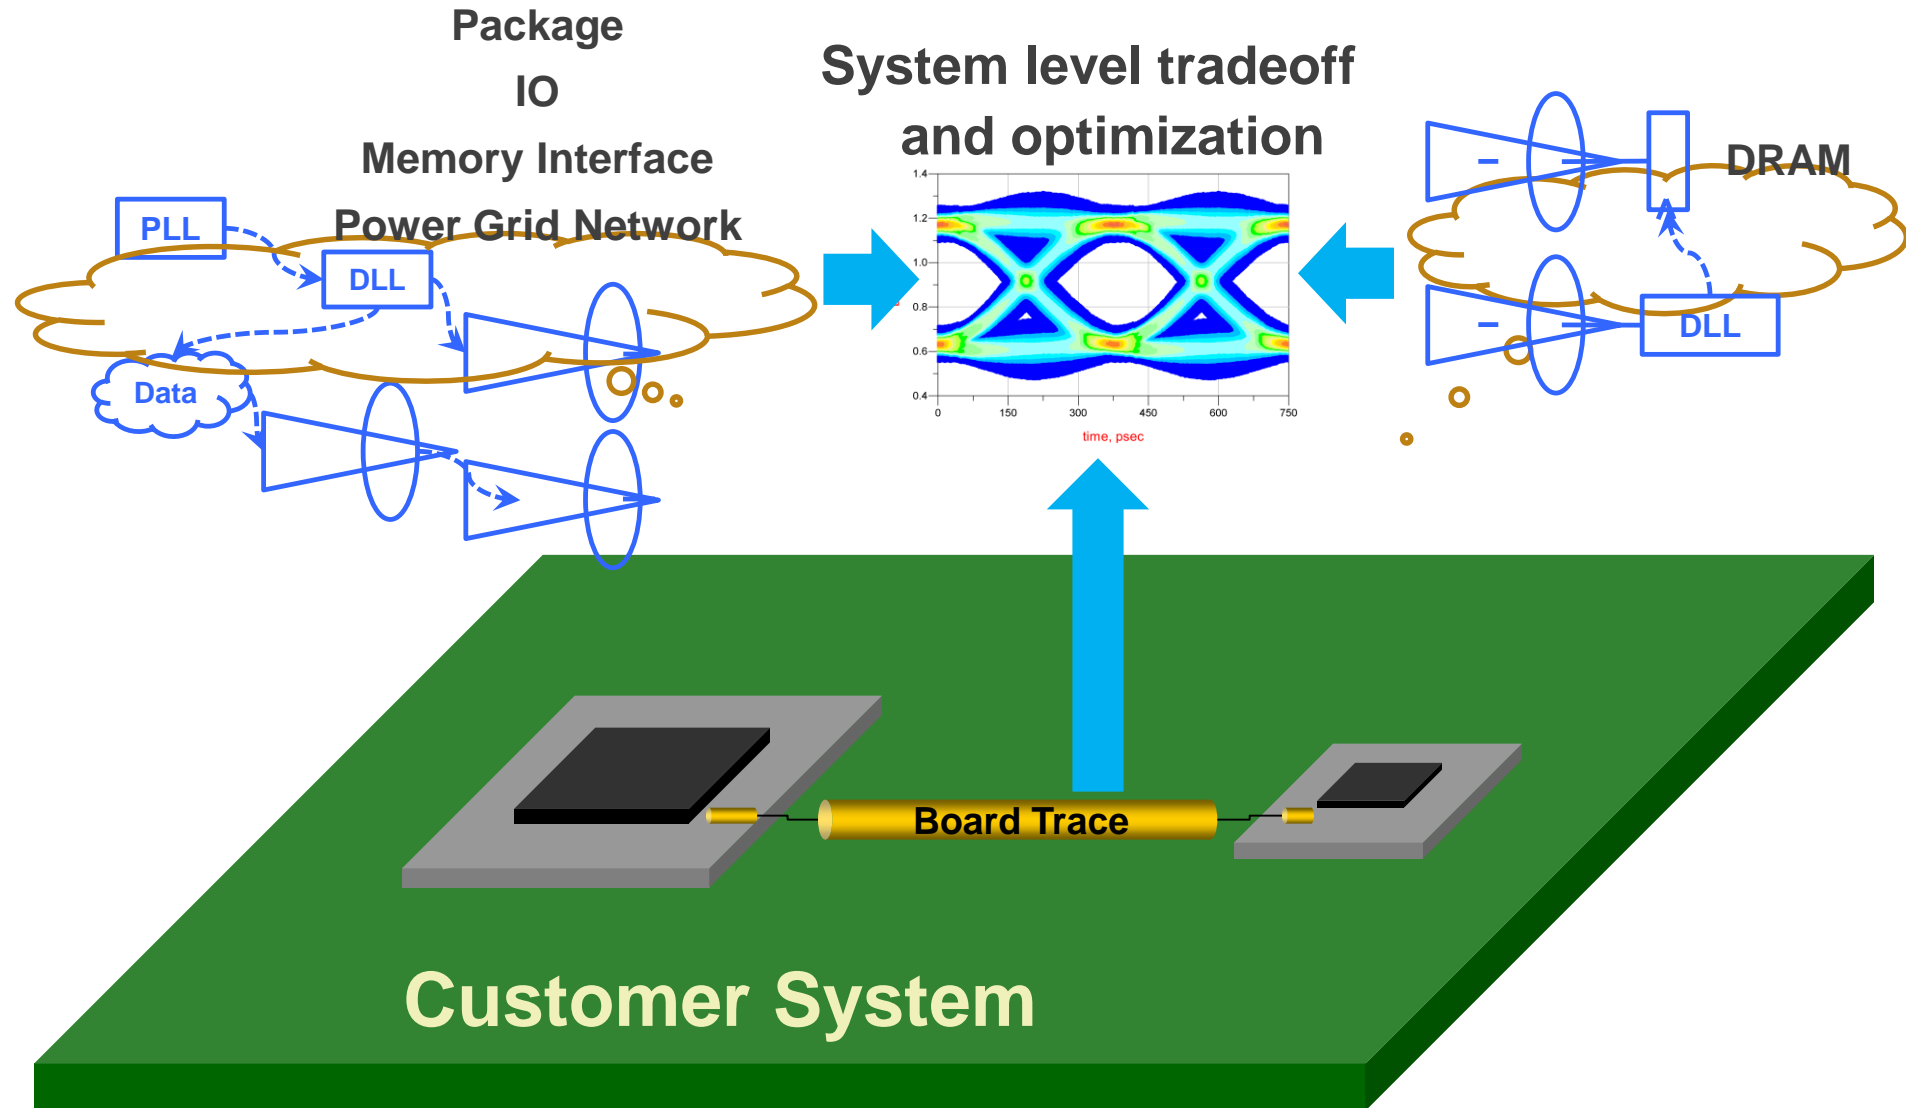 Package
IO
Memory Interface
Power Grid Network
System level tradeoff
and optimization
DRAM
PLL
DLL
Data
DLL
1.4
1.2
1.0
0.8
0.6
0.4
0 150 300 450 600 750
time, psec
Board Trace
Customer System